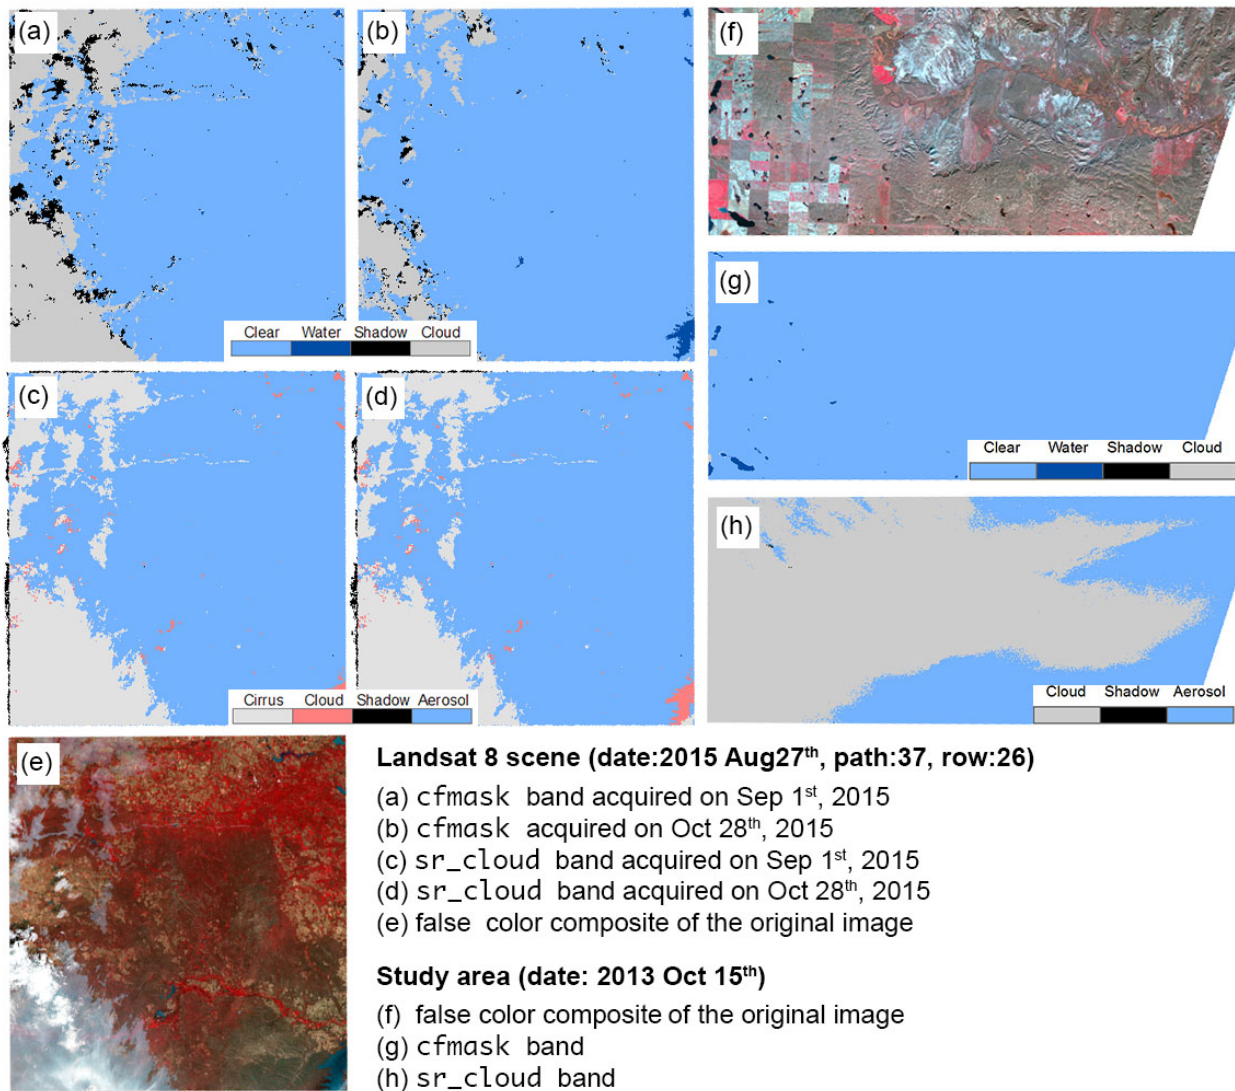 (a)
(b)
(f)
Clear Water Shadow Cloud
(g)
Clear Water Shadow Cloud
(c)
(d)
Cirrus Cloud Shadow Aerosol
(h)
Cloud Shadow Aerosol
(e)
Landsat 8 scene (date:2015 Aug27th, path:37, row:26)
(a) cfmask band acquired on Sep 1st, 2015
(b) cfmask acquired on Oct 28th, 2015
(c) sr_cloud band acquired on Sep 1st, 2015
(d) sr_cloud band acquired on Oct 28th, 2015
(e) false color composite of the original image
Study area (date: 2013 Oct 15th)
(f) false color composite of the original image
(g) cfmask band
(h) sr_cloud band